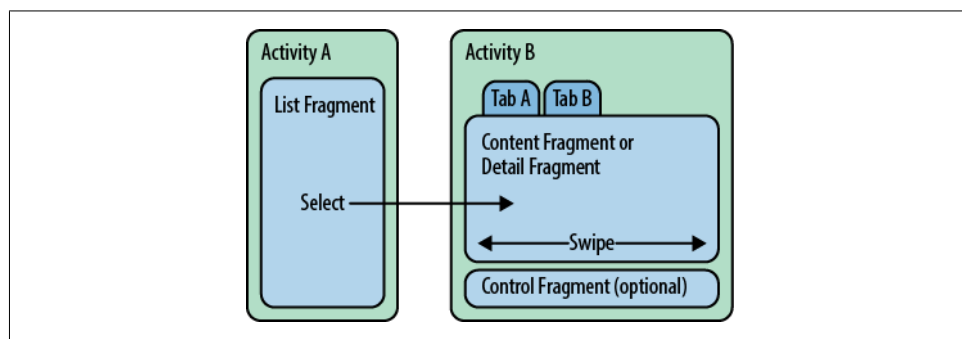 Activity A
List Fragment
Select
Activity B
Tab A
Tab B
Content Fragment or
Detail Fragment
Swipe
Control Fragment (optional)